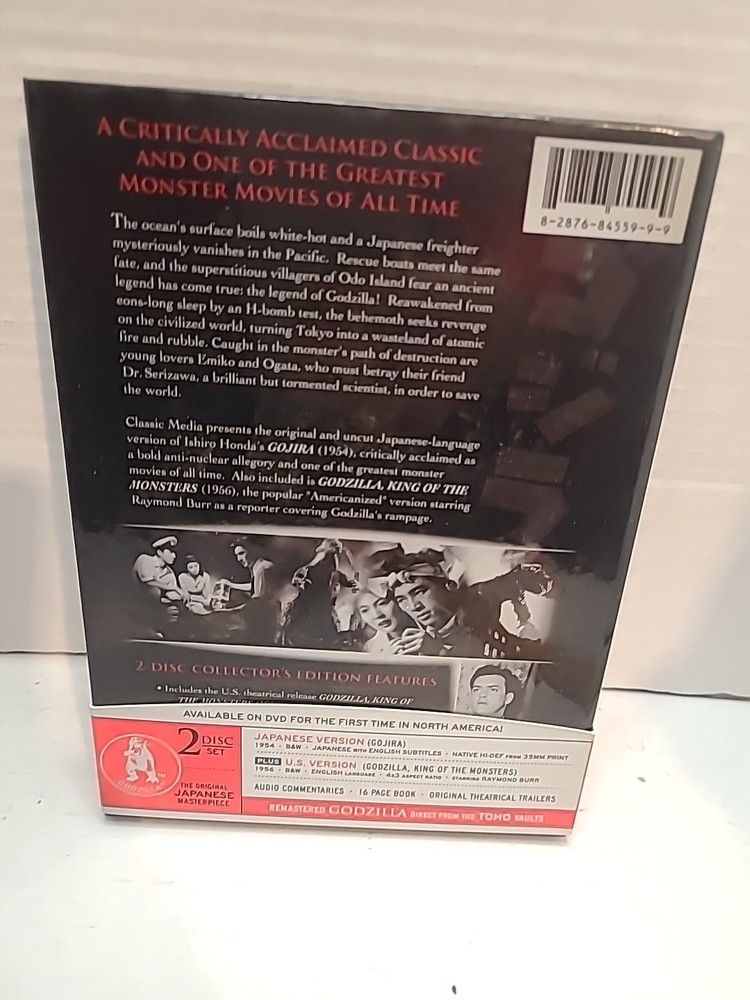 A CRITICALLY ACCLAIMED CLASSIC
AND ONE OF THE GREATEST
MONSTER MOVIES OF ALL TIME
8-2876-84559-9-9
The ocean's surface boils white-hot and a Japanese freighter
mysteriously vanishes in the Pacific. Rescue boats meet the same
fate, and the superstitious villagers of Odo Island fear an ancient
legend has come true: the legend of Godzilla! Reawakened from
eons-long sleep by an H-bomb test, the behemoth seeks revenge
on the civilized world, turning Tokyo into a wasteland of atomic
fire and rubble. Caught in the monster's path of destruction are
young lovers Emiko and Ogata, who must betray their friend
Dr. Serizawa, a brilliant but tormented scientist, in order to save
the world.
Classic Media presents the original and uncut Japanese-language
version of Ishiro Honda's GOJIRA (1954), critically acclaimed as
a bold anti-nuclear allegory and one of the greatest monster
movies of all time. Also included is GODZILLA, KING OF THE
MONSTERS (1956), the popular "Americanized" version starring
Raymond Burr as a reporter covering Godzilla's rampage.
2-DISC COLLECTOR'S EDITION FEATURES
• Includes the U.S. theatrical release GODZILLA, KING OF
THE MONSTERS
AVAILABLE ON DVD FOR THE FIRST TIME IN NORTH AMERICA!
GODZILLA
TM
2 DISC
SET
THE ORIGINAL
JAPANESE
MASTERPIECE
JAPANESE VERSION (GOJIRA)
1954 • B&W • JAPANESE WITH ENGLISH SUBTITLES • NATIVE HI-DEF FROM 35MM PRINT
PLUS U.S. VERSION (GODZILLA, KING OF THE MONSTERS)
1956 • B&W • ENGLISH LANGUAGE • 4X3 ASPECT RATIO • STARRING RAYMOND BURR
AUDIO COMMENTARIES • 16 PAGE BOOK • ORIGINAL THEATRICAL TRAILERS
REMASTERED GODZILLA DIRECT FROM THE TOHO VAULTS